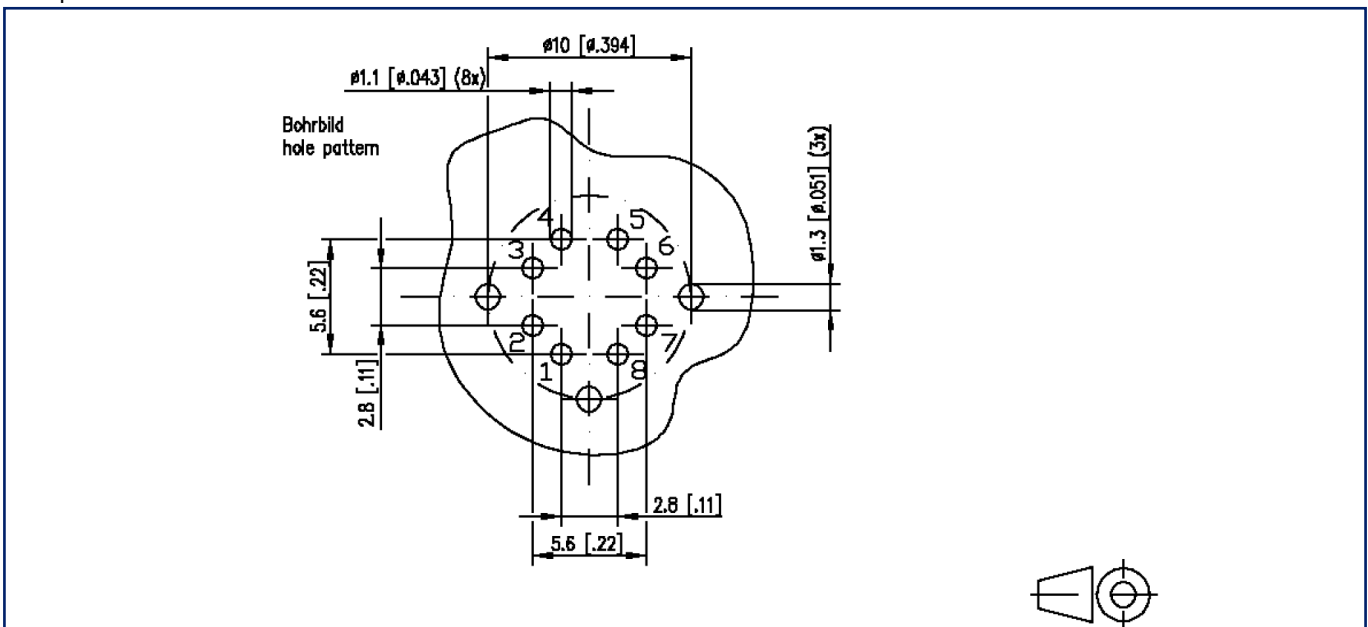 ø10 [ø.394]
ø1.1 [ø.043] (8x)
Bohrbild
hole pattern
ø1.3 [ø.051] (3x)
4
5
3
6
5.6 [.22]
2.8 [.11]
2
7
1
8
2.8 [.11]
5.6 [.22]